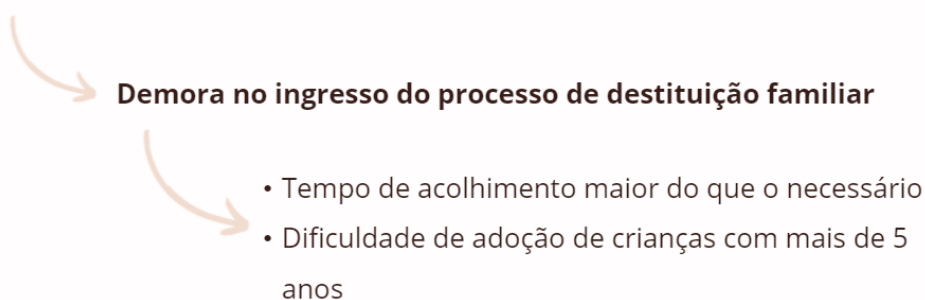 Demora no ingresso do processo de destituição familiar
• Tempo de acolhimento maior do que o necessário
• Dificuldade de adoção de crianças com mais de 5
anos